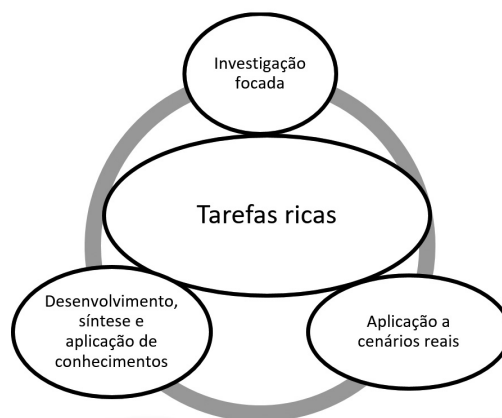 Investigação
focada
Tarefas ricas
Desenvolvimento,
síntese e
aplicação de
conhecimentos
Aplicação a
cenários reais